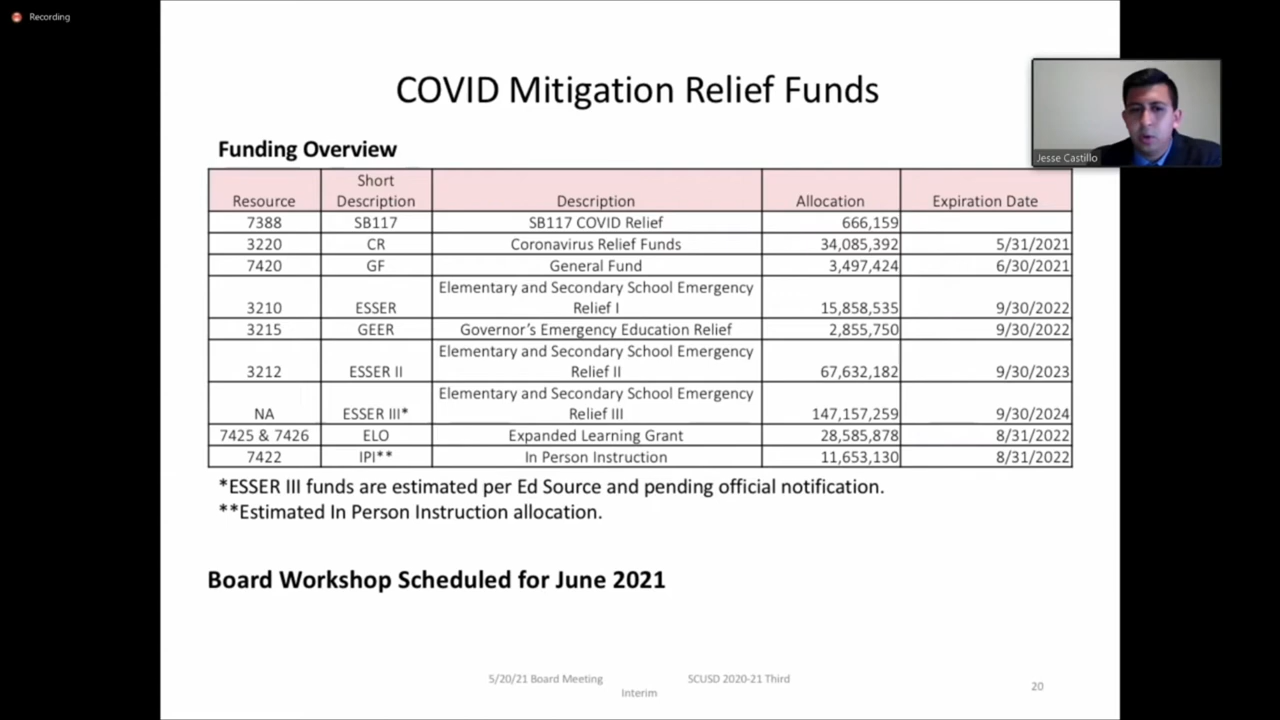 Recording
COVID Mitigation Relief Funds
Jesse Castillo
Funding Overview
Resource Short Description Description Allocation Expiration Date
7388 SB117 SB117 COVID Relief 666,159
3220 CR Coronavirus Relief Funds 34,085,392 5/31/2021
7420 GF General Fund 3,497,424 6/30/2021
Elementary and Secondary School Emergency
3210 ESSER Relief I 15,858,535 9/30/2022
3215 GEER Governor's Emergency Education Relief 2,855,750 9/30/2022
Elementary and Secondary School Emergency
3212 ESSER II Relief II 67,632,182 9/30/2023
Elementary and Secondary School Emergency
NA ESSER III* Relief III 147,157,259 9/30/2024
7425 & 7426 ELO Expanded Learning Grant 28,585,878 8/31/2022
7422 IPI** In Person Instruction 11,653,130 8/31/2022
*ESSER III funds are estimated per Ed Source and pending official notification.
**Estimated In Person Instruction allocation.
Board Workshop Scheduled for June 2021
5/20/21 Board Meeting SCUSD 2020-21 Third
Interim
20